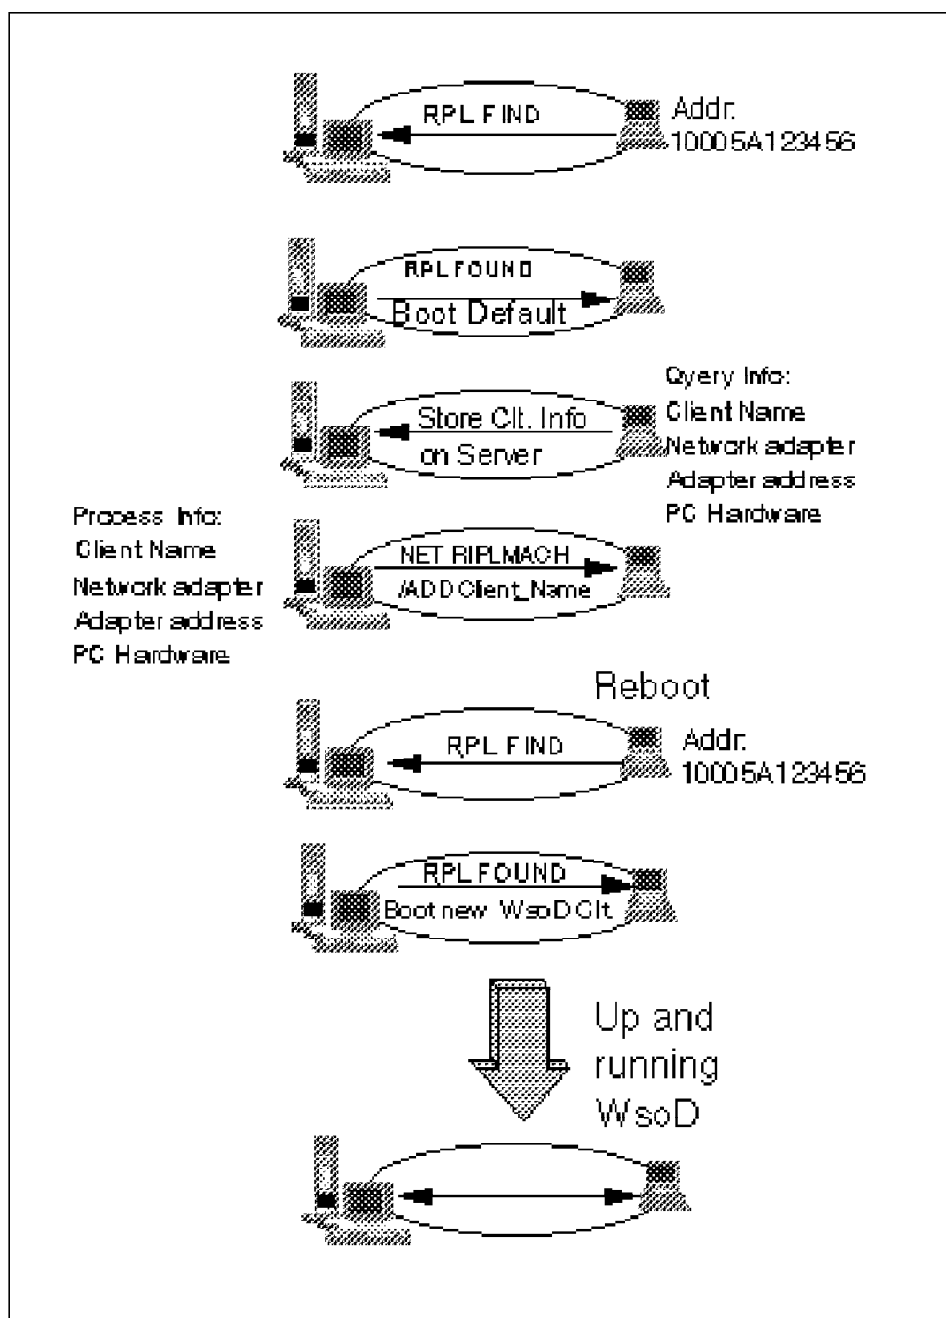 RPL FIND
Addr.
10005A123456
RPL FOUND
Boot Default
Store Clt. Info
on Server
Qyery Info:
Client Name
Network adapter
Adapter address
PC Hardware
Process Info:
Client Name
Network adapter
Adapter address
PC Hardware
NET RIPLMACH
/ADD Client_Name
Reboot
RPL FIND
Addr.
10005A123456
RPL FOUND
Boot new WsoD Clt.
Up and
running
WsoD